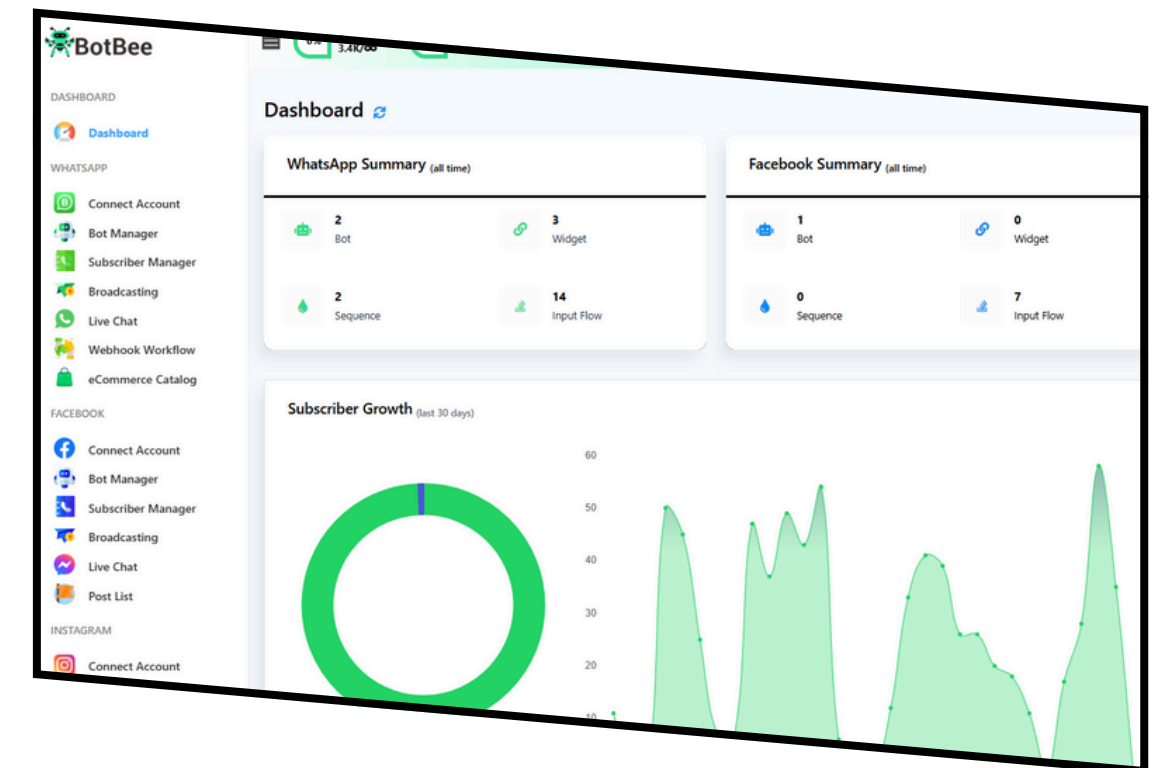 BotBee
DASHBOARD
Dashboard
WHATSAPP
Connect Account
Bot Manager
Subscriber Manager
Broadcasting
Live Chat
Webhook Workflow
eCommerce Catalog
FACEBOOK
Connect Account
Bot Manager
Subscriber Manager
Broadcasting
Live Chat
Post List
INSTAGRAM
Connect Account
3.4K/∞
Dashboard
WhatsApp Summary (all time)
2
Bot
3
Widget
2
Sequence
14
Input Flow
Facebook Summary (all time)
1
Bot
0
Widget
0
Sequence
7
Input Flow
Subscriber Growth (last 30 days)
60
50
40
30
20
10